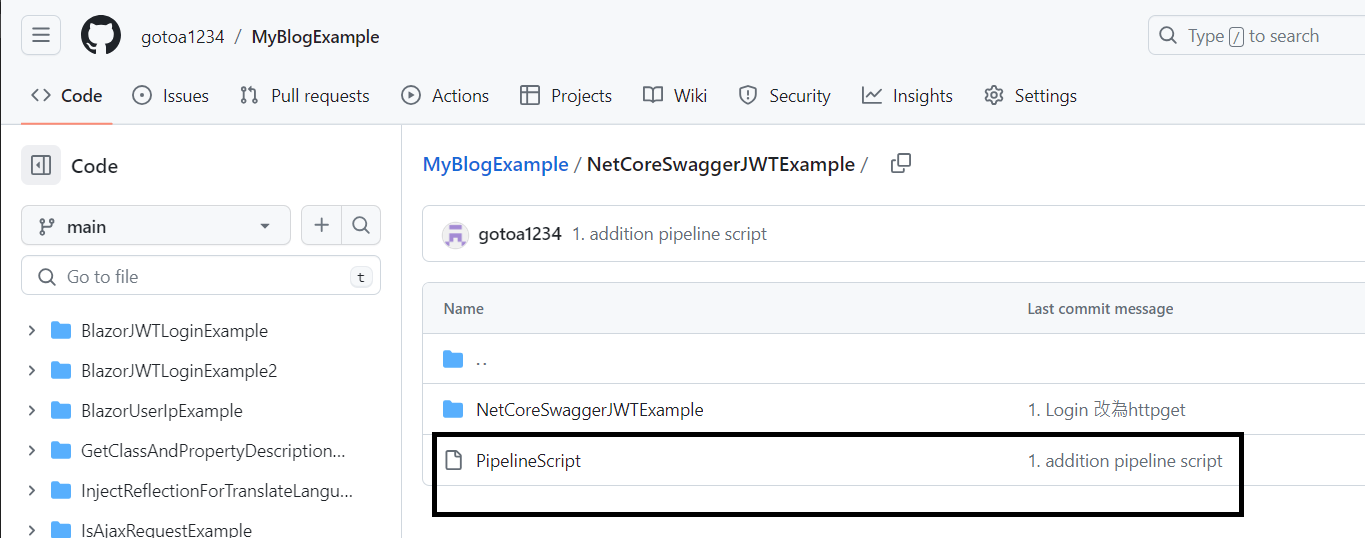 gotoa1234 / MyBlogExample
Type / to search
Code Issues Pull requests Actions Projects Wiki Security Insights Settings
Code
main
Go to file t
BlazorJWTLoginExample
BlazorJWTLoginExample2
BlazorUserIpExample
GetClassAndPropertyDescription...
InjectReflectionForTranslateLangu...
IsAjaxRequestExample
MyBlogExample / NetCoreSwaggerJWTExample /
gotoa1234 1. addition pipeline script
Name Last commit message
..
NetCoreSwaggerJWTExample 1. Login 改為httpget
PipelineScript 1. addition pipeline script